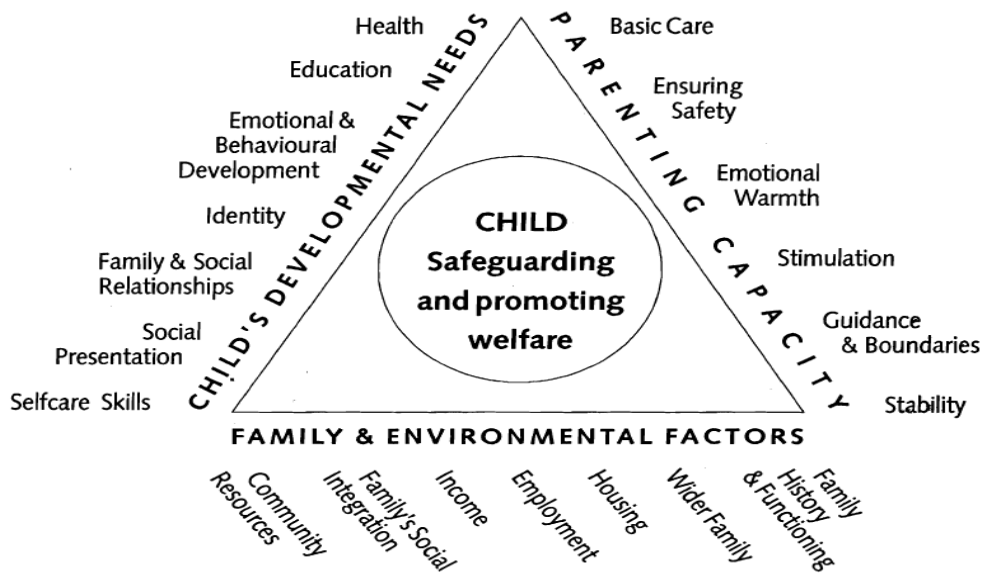 Health
Education
Emotional &
Behavioural
Development
Identity
Family & Social
Relationships
Social
Presentation
Selfcare Skills
CHILD'S DEVELOPMENTAL NEEDS
CHILD
Safeguarding
and promoting
welfare
PARENTING CAPACITY
Basic Care
Ensuring
Safety
Emotional
Warmth
Stimulation
Guidance
& Boundaries
Stability
FAMILY & ENVIRONMENTAL FACTORS
Community
Resources
Family's Social
Integration
Income
Employment
Housing
Wider Family
Family
History
& Functioning